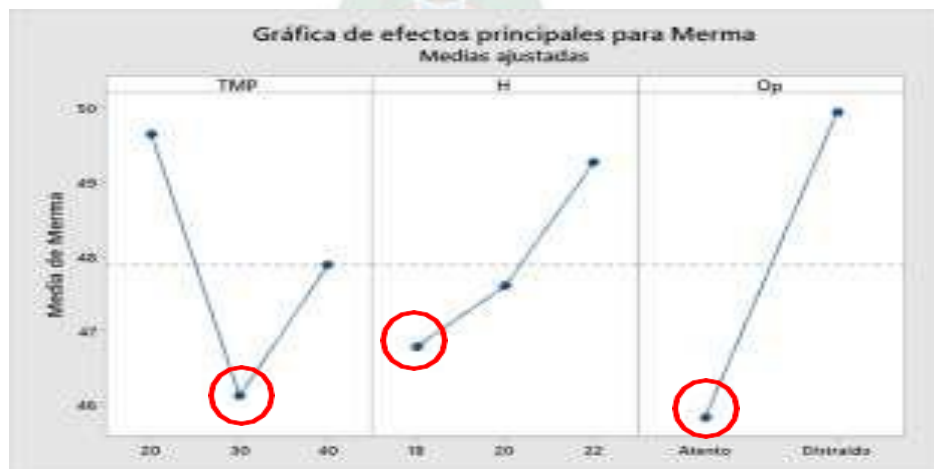 Gráfica de efectos principales para Merma
Medias ajustadas
TMP H Op
Media de Merma
50
49
48
47
46
20 30 40 18 20 22 Atento Distraído